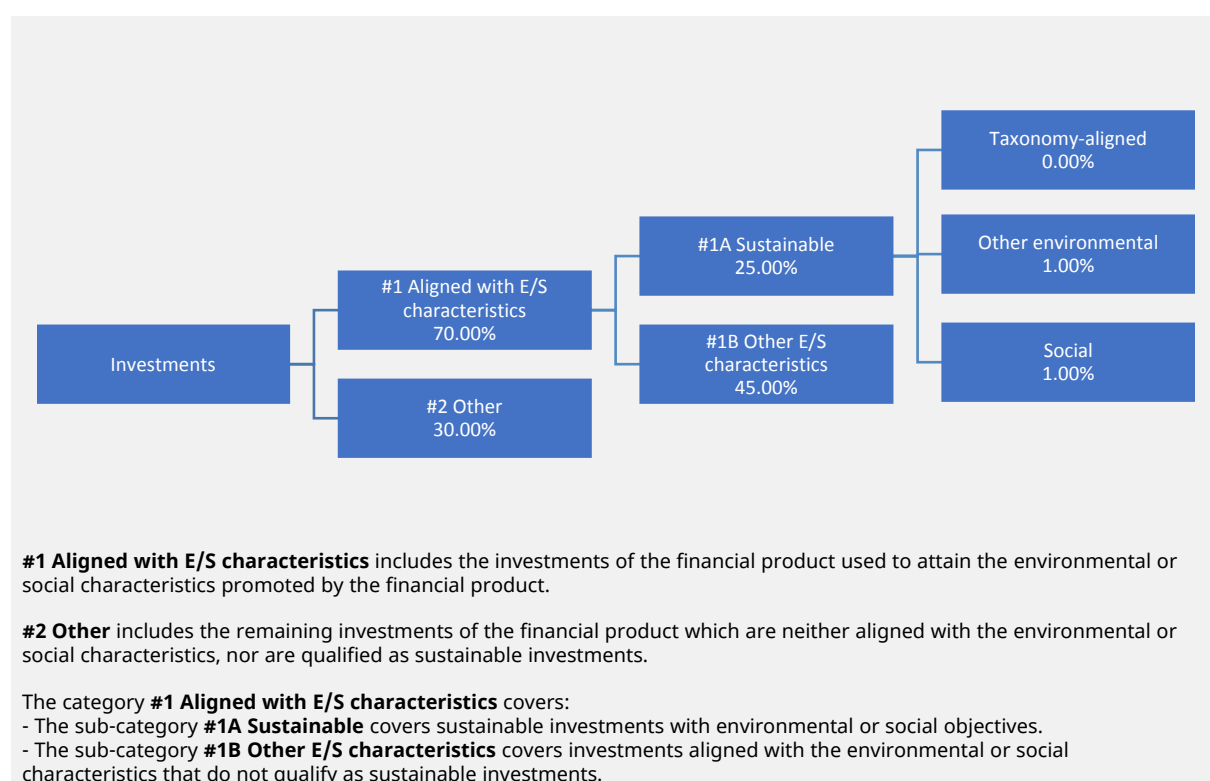 Taxonomy-aligned
0.00%
#1A Sustainable
25.00%
Other environmental
1.00%
#1 Aligned with E/S
characteristics
70.00%
Investments
#1B Other E/S
characteristics
45.00%
Social
1.00%
#2 Other
30.00%
#1 Aligned with E/S characteristics includes the investments of the financial product used to attain the environmental or
social characteristics promoted by the financial product.
#2 Other includes the remaining investments of the financial product which are neither aligned with the environmental or
social characteristics, nor are qualified as sustainable investments.
The category #1 Aligned with E/S characteristics covers:
- The sub-category #1A Sustainable covers sustainable investments with environmental or social objectives.
- The sub-category #1B Other E/S characteristics covers investments aligned with the environmental or social
characteristics that do not qualify as sustainable investments.